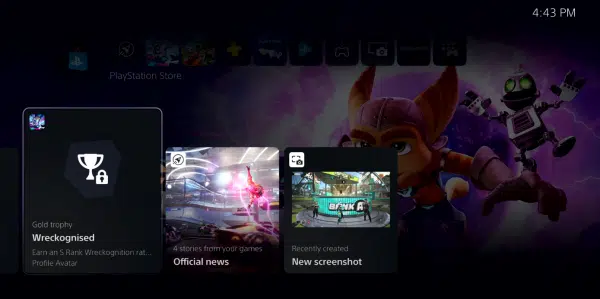 4:43 PM
PlayStation Store
Gold trophy
Wreckognised
Earn an S Rank Wreckognition rat...
Profile Avatar
4 stories from your games
Official news
BANK A
Recently created
New screenshot